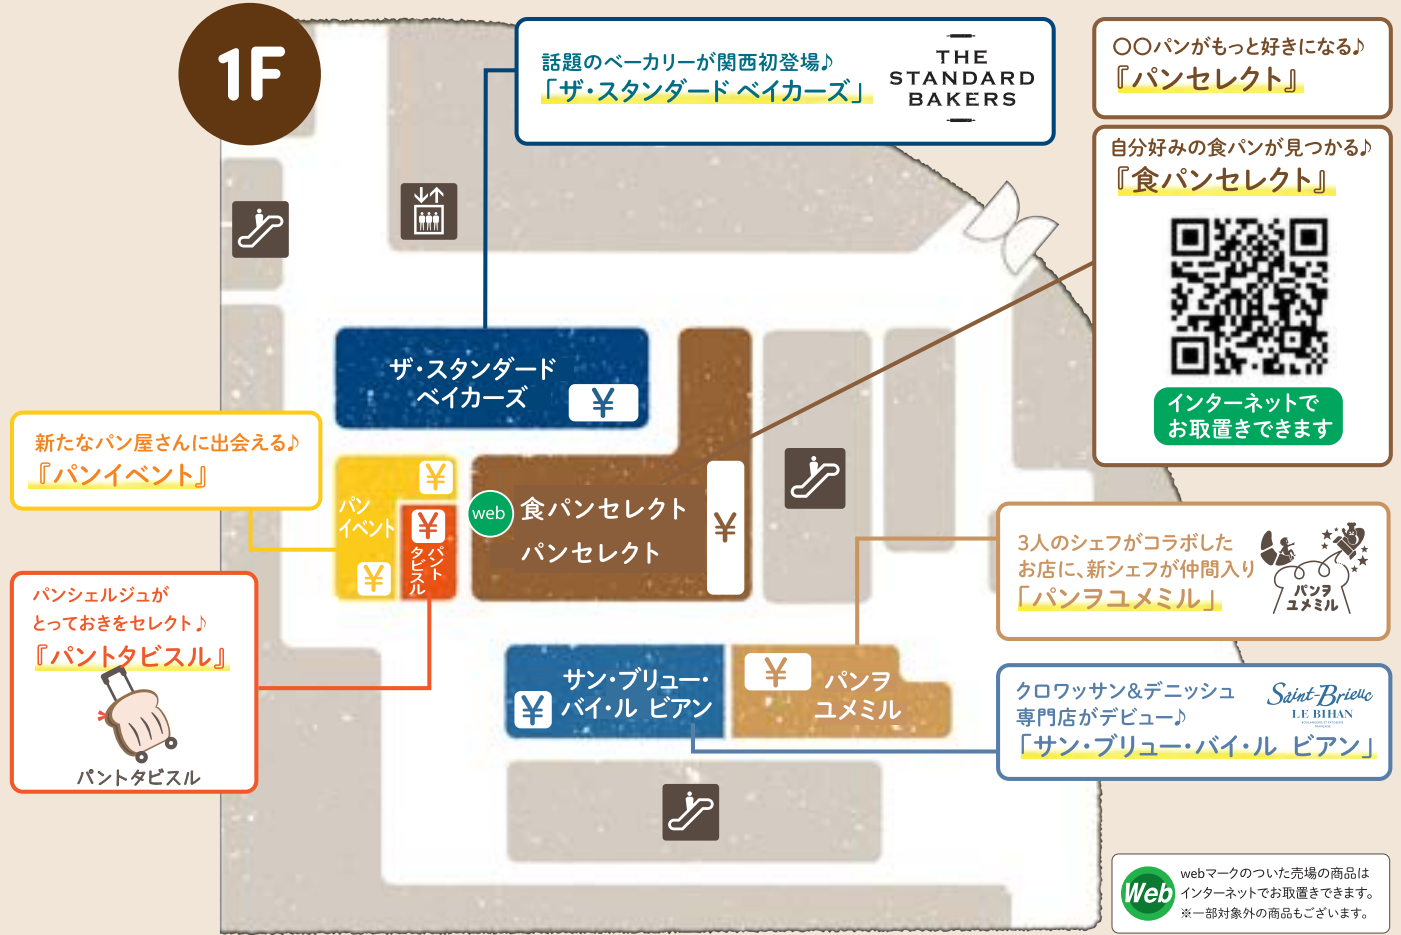 1F
話題のベーカリーが関西初登場♪
「ザ・スタンダード ベイカーズ」
THE
STANDARD
BAKERS
〇〇パンがもっと好きになる♪
『パンセレクト』
自分好みの食パンが見つかる♪
『食パンセレクト』
インターネットで
お取置きできます
ザ・スタンダード
ベイカーズ
¥
新たなパン屋さんに出会える♪
『パンイベント』
¥
パン
イベント
¥
¥
パント
タビスル
web
食パンセレクト
パンセレクト
¥
パンシェルジュが
とっておきをセレクト♪
『パントタビスル』
パントタビスル
3人のシェフがコラボした
お店に、新シェフが仲間入り
「パンヲユメミル」
パンヲ
ユメミル
サン・ブリュー・
バイ・ル ビアン
¥
¥
パンヲ
ユメミル
クロワッサン&デニッシュ
専門店がデビュー♪
「サン・ブリュー・バイ・ル ビアン」
Saint-Brieuc
LE BIHAN
Web
webマークのついた売場の商品は
インターネットでお取置きできます。
※一部対象外の商品もございます。